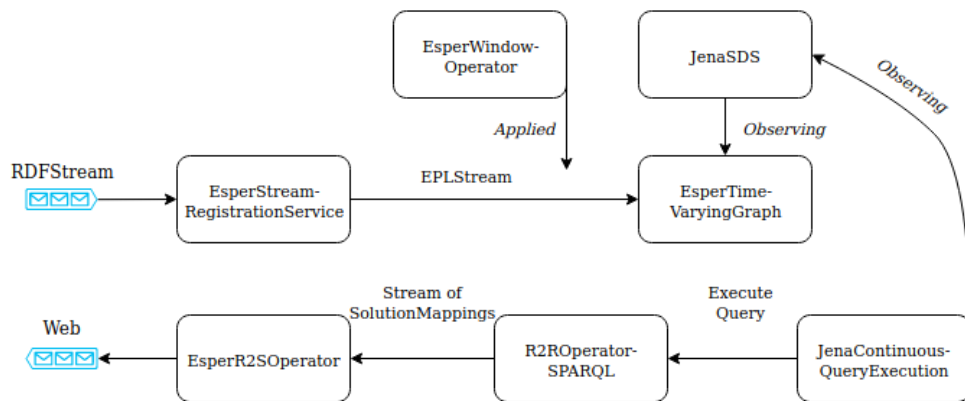 EsperWindow-
Operator
JenaSDS
Observing
Applied
Observing
RDFStream
EPLStream
EsperStream-
RegistrationService
EsperTime-
VaryingGraph
Stream of
SolutionMappings
Execute
Query
Web
EsperR2SOperator
R2ROperator-
SPARQL
JenaContinuous-
QueryExecution